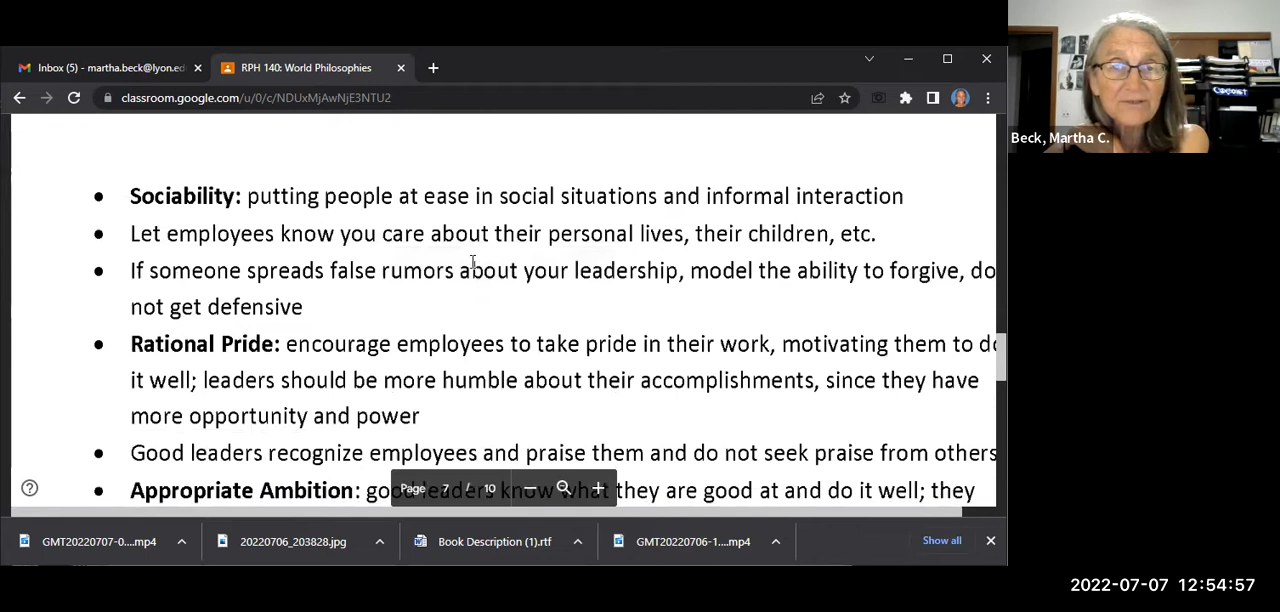 Inbox (5) - martha.beck@lyon.ed
RPH 140: World Philosophies
classroom.google.com/u/0/c/NDUxMjAwNjE3NTU2
Beck, Martha C.
• Sociability: putting people at ease in social situations and informal interaction
• Let employees know you care about their personal lives, their children, etc.
• If someone spreads false rumors about your leadership, model the ability to forgive, do
not get defensive
• Rational Pride: encourage employees to take pride in their work, motivating them to do
it well; leaders should be more humble about their accomplishments, since they have
more opportunity and power
• Good leaders recognize employees and praise them and do not seek praise from others
• Appropriate Ambition: good leaders know what they are good at and do it well; they
Page 7 / 10
GMT20220707-0....mp4
20220706_203828.jpg
Book Description (1).rtf
GMT20220706-1....mp4
Show all
2022-07-07 12:54:57